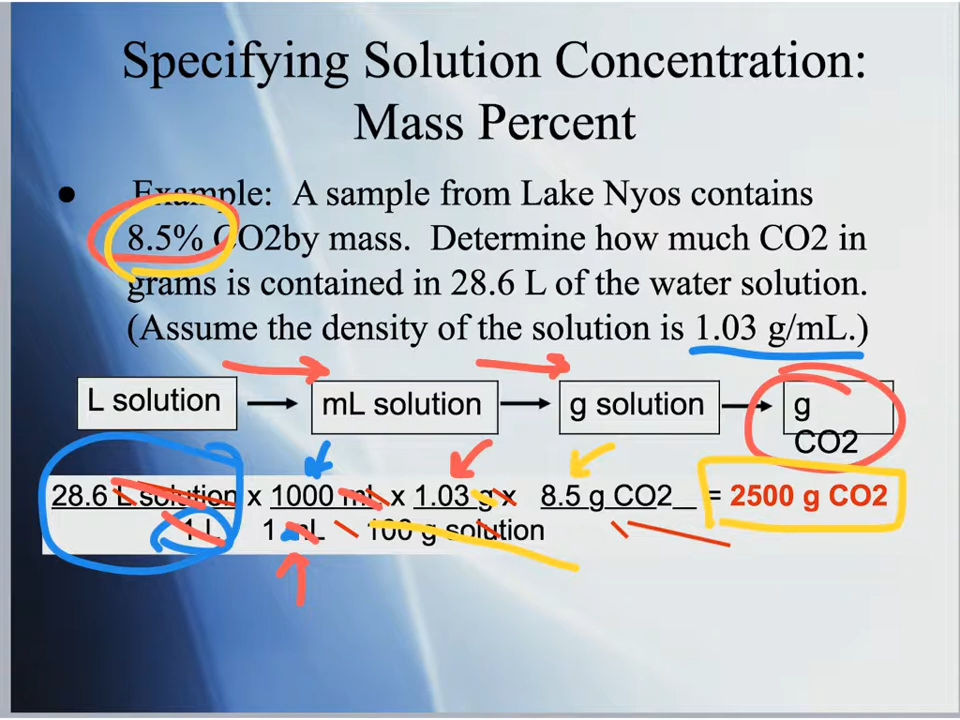 Specifying Solution Concentration:
Mass Percent
● Example: A sample from Lake Nyos contains
8.5% CO2by mass. Determine how much CO2 in
grams is contained in 28.6 L of the water solution.
(Assume the density of the solution is 1.03 g/mL.)
L solution mL solution g solution g
CO2
28.6 L solution x 1000 mL x 1.03 g x 8.5 g CO2__ = 2500 g CO2
1 L 1 mL 100 g solution